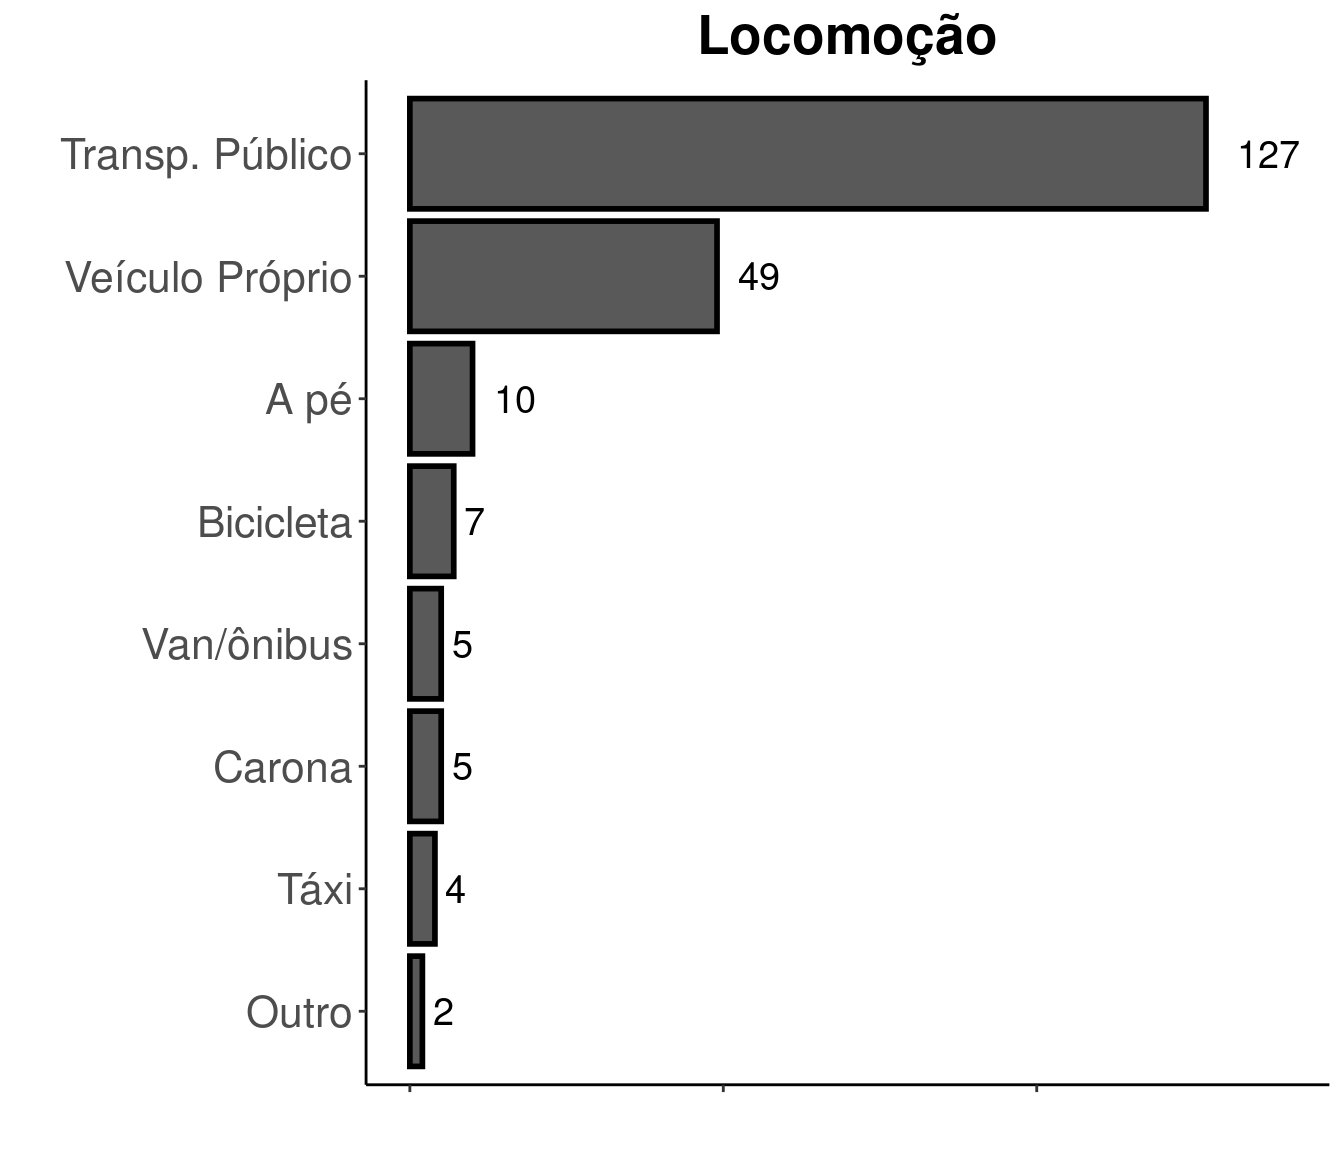 Locomoção
Transp. Público 127
Veículo Próprio 49
A pé 10
Bicicleta 7
Van/ônibus 5
Carona 5
Táxi 4
Outro 2